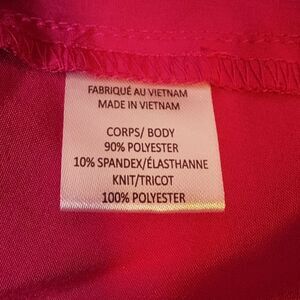 FABRIQUÉ AU VIETNAM
MADE IN VIETNAM
CORPS/ BODY
90% POLYESTER
10% SPANDEX/ÉLASTHANNE
KNIT/TRICOT
100% POLYESTER